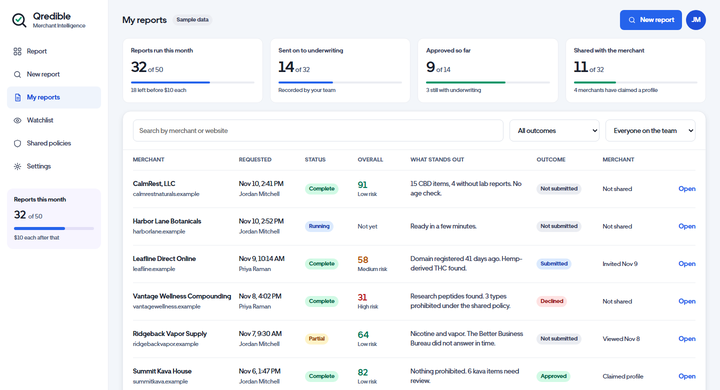 Qredible
Merchant Intelligence
Report
New report
My reports
Watchlist
Shared policies
Settings
Reports this month
32 of 50
$10 each after that
My reports
Sample data
New report
JM
Reports run this month
32 of 50
18 left before $10 each
Sent on to underwriting
14 of 32
Recorded by your team
Approved so far
9 of 14
3 still with underwriting
Shared with the merchant
11 of 32
4 merchants have claimed a profile
Search by merchant or website
All outcomes
Everyone on the team
MERCHANT REQUESTED STATUS OVERALL WHAT STANDS OUT OUTCOME MERCHANT
CalmRest, LLC Nov 10, 2:41 PM Complete 91 15 CBD items, 4 without lab reports. No Not submitted Not shared Open
calmrestnaturals.example Jordan Mitchell Low risk age check.
Harbor Lane Botanicals Nov 10, 2:52 PM Running Not yet Ready in a few minutes. Not submitted Not shared Open
harborlane.example Jordan Mitchell
Leafline Direct Online Nov 9, 10:14 AM Complete 58 Domain registered 41 days ago. Hemp- Submitted Invited Nov 9 Open
leafline.example Priya Raman Medium risk derived THC found.
Vantage Wellness Compounding Nov 8, 4:02 PM Complete 31 Research peptides found. 3 types Declined Not shared Open
vantagewellness.example Priya Raman High risk prohibited under the shared policy.
Ridgeback Vapor Supply Nov 7, 9:30 AM Partial 64 Nicotine and vapor. The Better Business Not submitted Viewed Nov 8 Open
ridgebackvapor.example Jordan Mitchell Low risk Bureau did not answer in time.
Summit Kava House Nov 6, 1:47 PM Complete 82 Nothing prohibited. 6 kava items need Approved Claimed profile Open
summitkava.example Jordan Mitchell Low risk review.